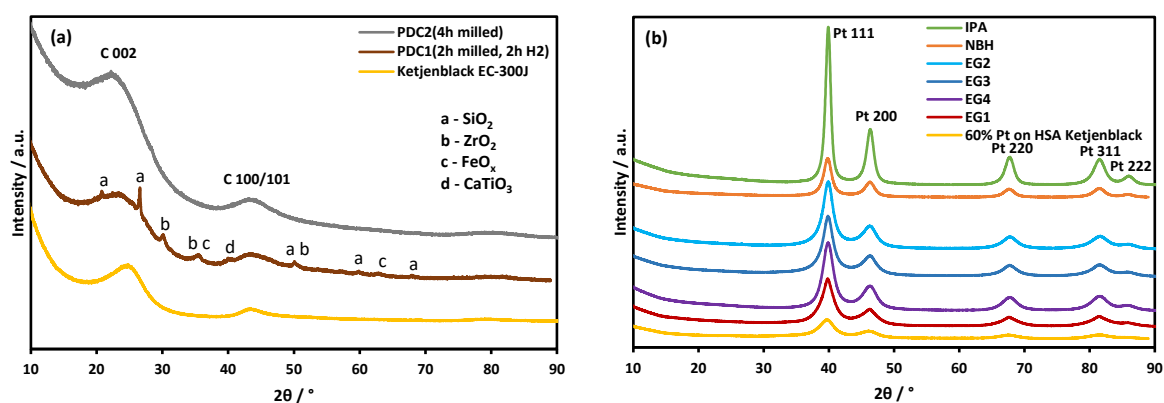 (a)
C 002
PDC2(4h milled)
PDC1(2h milled, 2h H2)
Ketjenblack EC-300J
a - SiO2
b - ZrO2
c - FeOx
d - CaTiO3
C 100/101
a
a
b
b c
d
a b
a
c
a
Intensity / a.u.
10 20 30 40 50 60 70 80 90
2θ / °
(b)
Pt 111
IPA
NBH
EG2
EG3
EG4
EG1
60% Pt on HSA Ketjenblack
Pt 200
Pt 220
Pt 311
Pt 222
Intensity / a.u.
10 20 30 40 50 60 70 80 90
2θ / °